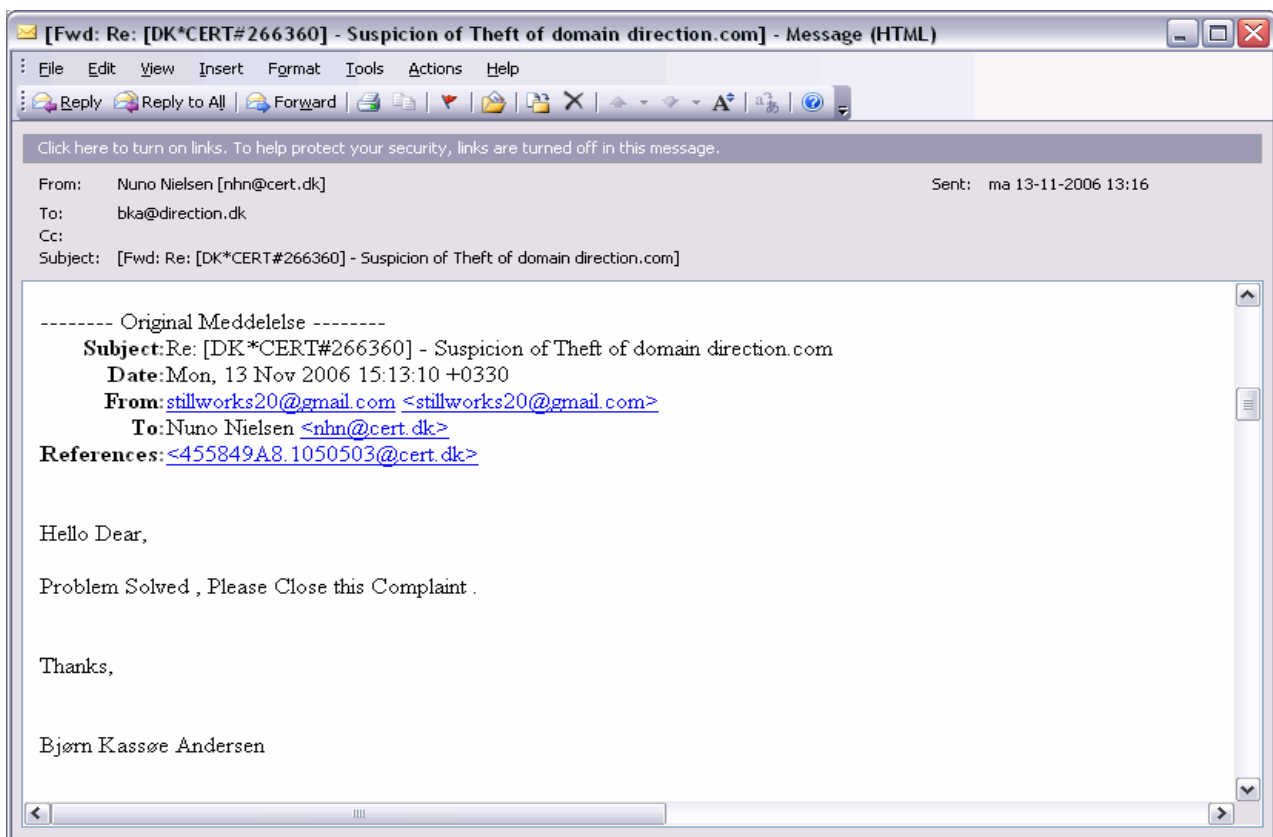 [Fwd: Re: [DK*CERT#266360] - Suspicion of Theft of domain direction.com] - Message (HTML)
File Edit View Insert Format Tools Actions Help
Reply Reply to All Forward
Click here to turn on links. To help protect your security, links are turned off in this message.
From: Nuno Nielsen [nhn@cert.dk] Sent: ma 13-11-2006 13:16
To: bka@direction.dk
Cc:
Subject: [Fwd: Re: [DK*CERT#266360] - Suspicion of Theft of domain direction.com]
-------- Original Meddelelse --------
Subject:Re: [DK*CERT#266360] - Suspicion of Theft of domain direction.com
Date:Mon, 13 Nov 2006 15:13:10 +0330
From:stillworks20@gmail.com <stillworks20@gmail.com>
To:Nuno Nielsen <nhn@cert.dk>
References:<455849A8.1050503@cert.dk>
Hello Dear,
Problem Solved , Please Close this Complaint .
Thanks,
Bjørn Kassøe Andersen